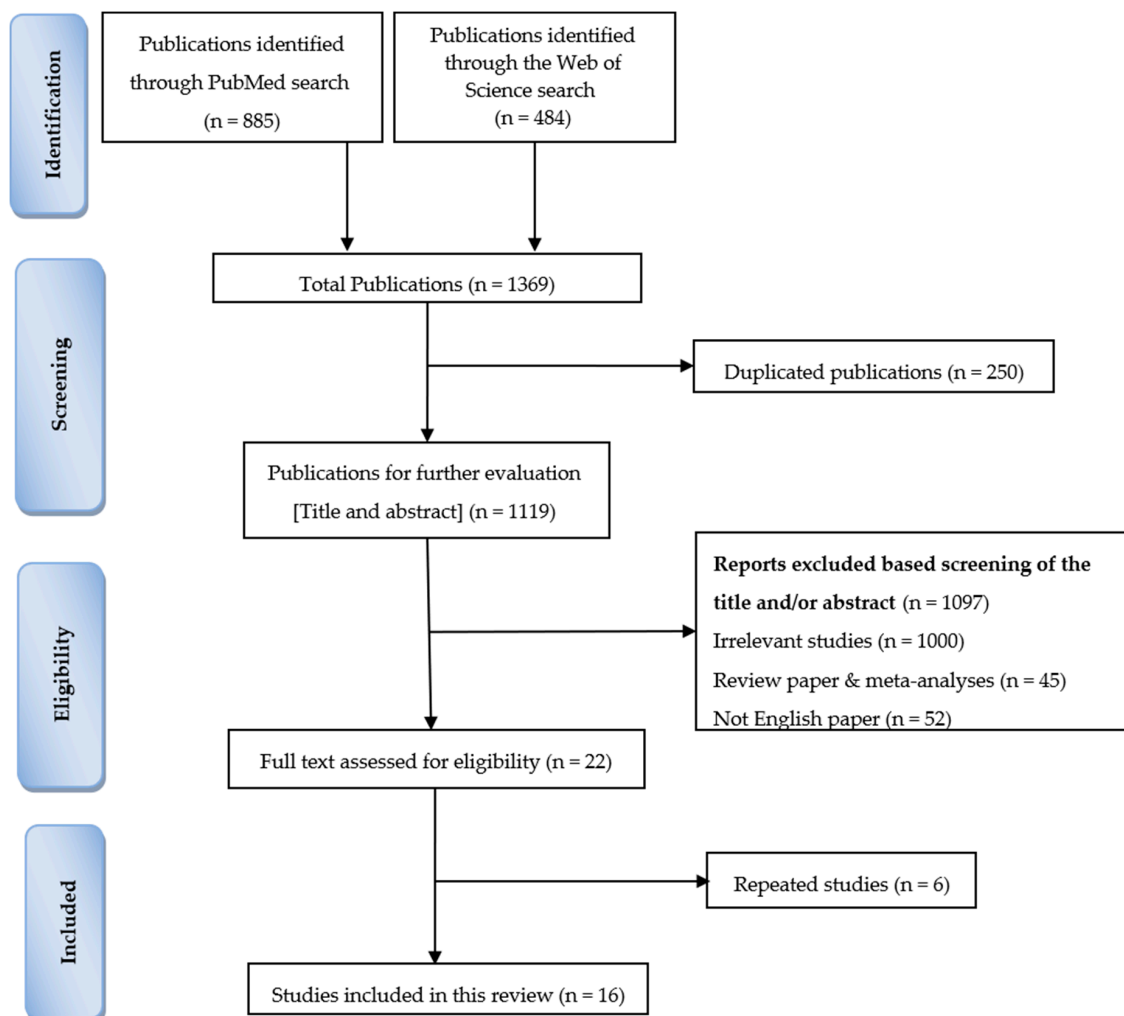 Identification
Publications identified
through PubMed search
(n = 885)
Publications identified
through the Web of
Science search
(n = 484)
Screening
Total Publications (n = 1369)
Duplicated publications (n = 250)
Publications for further evaluation
[Title and abstract] (n = 1119)
Eligibility
Reports excluded based screening of the
title and/or abstract (n = 1097)
Irrelevant studies (n = 1000)
Review paper & meta-analyses (n = 45)
Not English paper (n = 52)
Full text assessed for eligibility (n = 22)
Included
Repeated studies (n = 6)
Studies included in this review (n = 16)